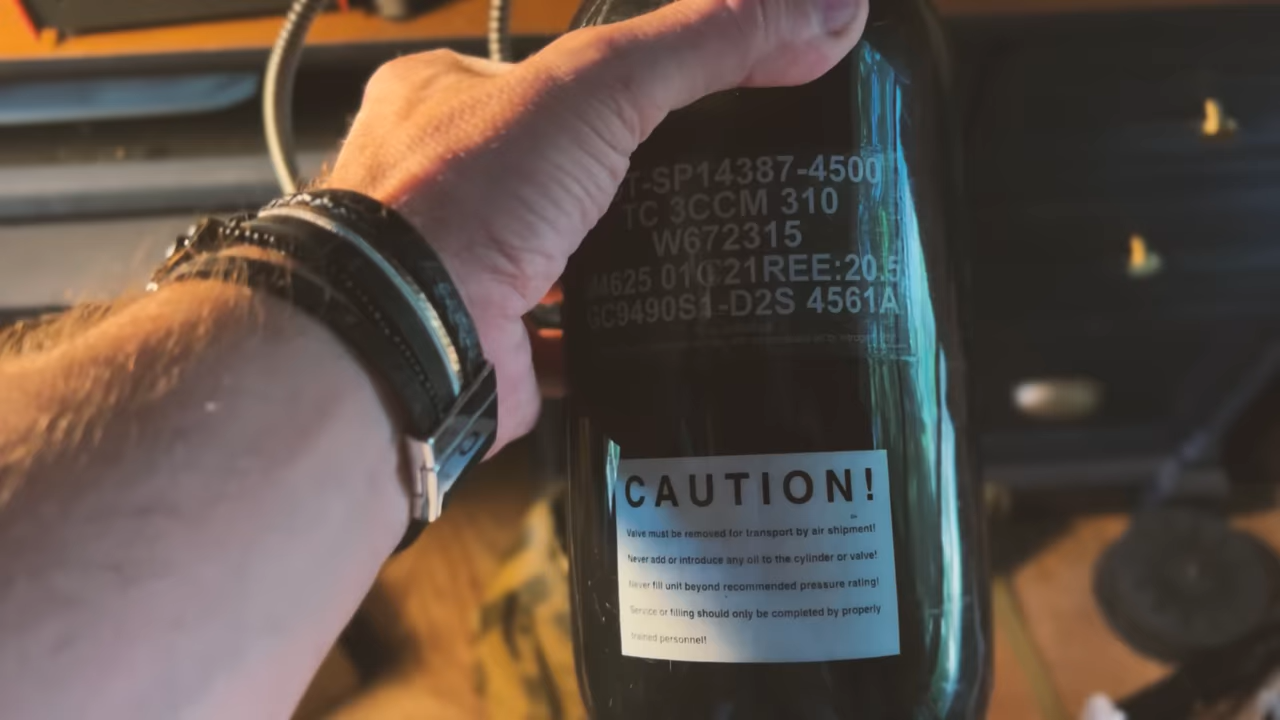 T-SP14387-4500
TC 3CCM 310
W672315
M625 01C21REE:20.5
GC9490S1-D2S 4561A
CAUTION!
Valve must be removed for transport by air shipment!
Never add or introduce any oil to the cylinder or valve!
Never fill unit beyond recommended pressure rating!
Service or filling should only be completed by properly
trained personnel!